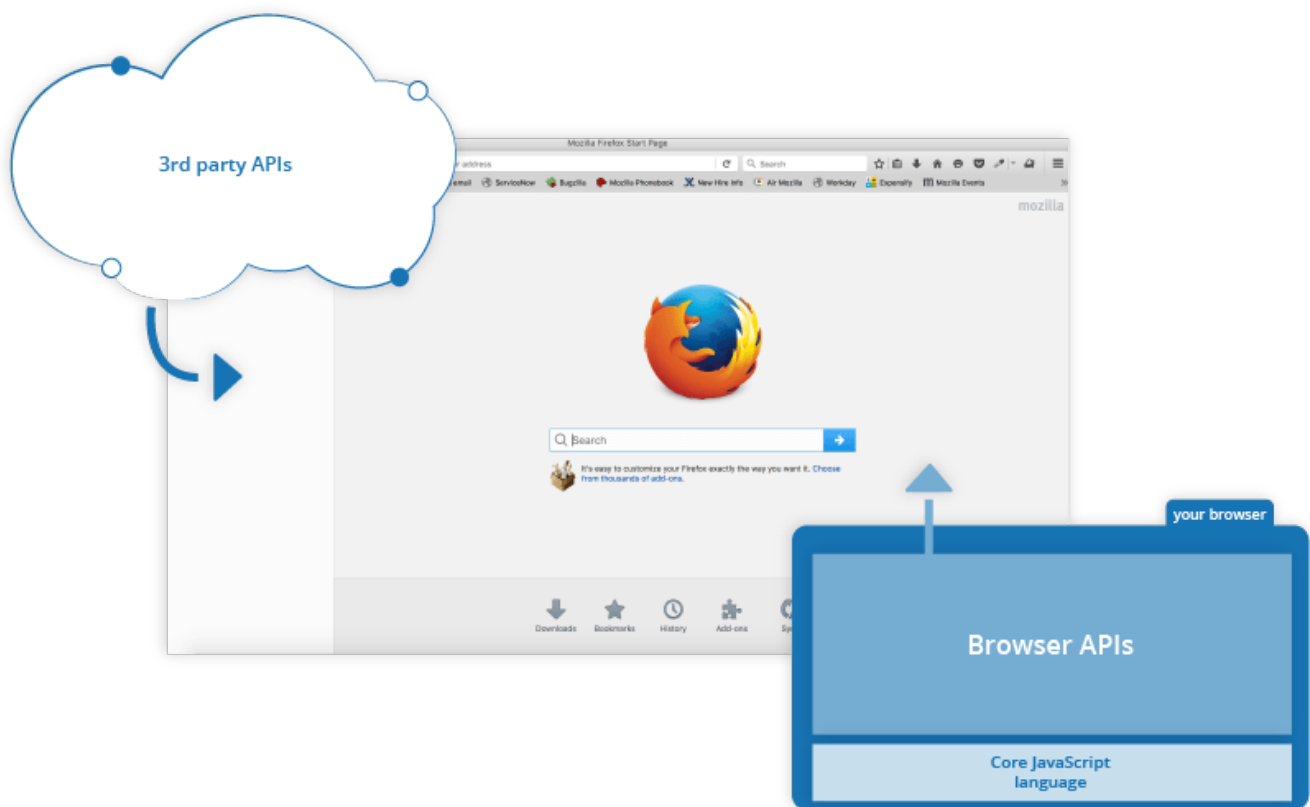 3rd party APIs
Mozilla Firefox Start Page
address
Search
email ServiceNow Bugzilla Mozilla Phonebook New Hire Info Air Mozilla Workday Expensify Mozilla Events
mozilla
Search
It's easy to customize your Firefox exactly the way you want it. Choose
from thousands of add-ons.
your browser
Downloads Bookmarks History Add-ons
Browser APIs
Core JavaScript
language